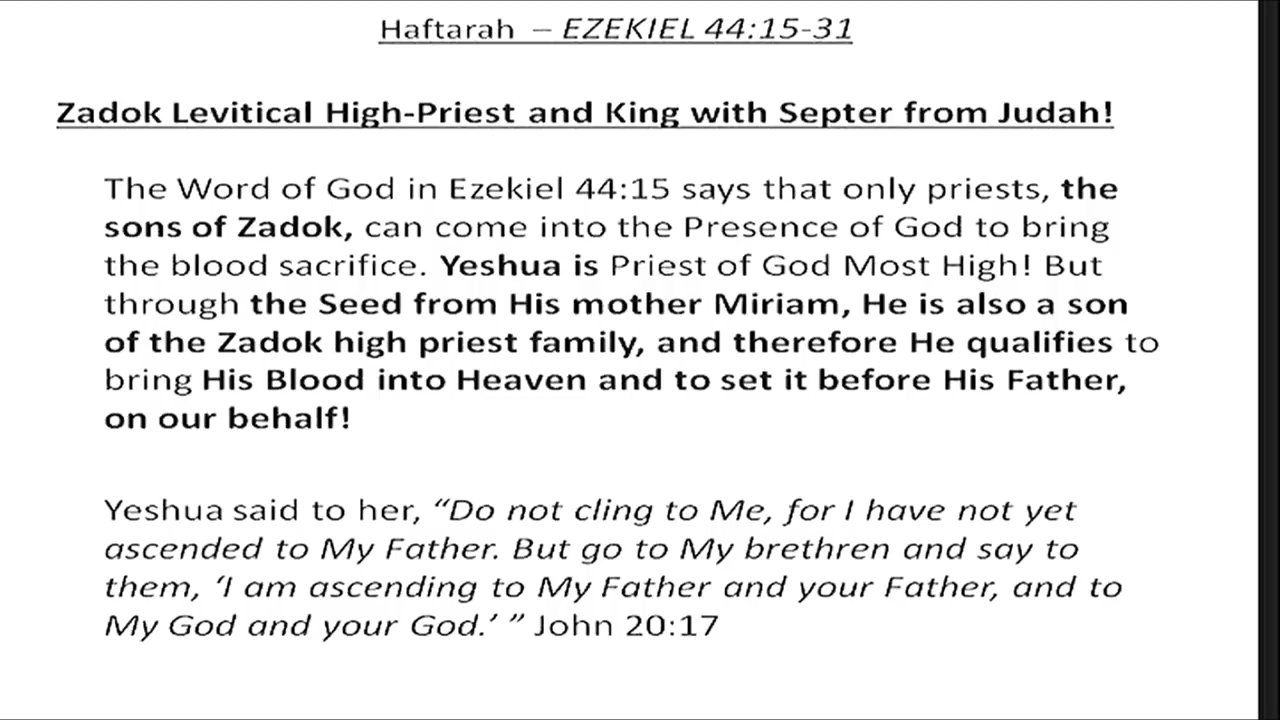 Haftarah – EZEKIEL 44:15-31
Zadok Levitical High-Priest and King with Septer from Judah!
The Word of God in Ezekiel 44:15 says that only priests, the
sons of Zadok, can come into the Presence of God to bring
the blood sacrifice. Yeshua is Priest of God Most High! But
through the Seed from His mother Miriam, He is also a son
of the Zadok high priest family, and therefore He qualifies to
bring His Blood into Heaven and to set it before His Father,
on our behalf!
Yeshua said to her, “Do not cling to Me, for I have not yet
ascended to My Father. But go to My brethren and say to
them, ‘I am ascending to My Father and your Father, and to
My God and your God.’ ” John 20:17